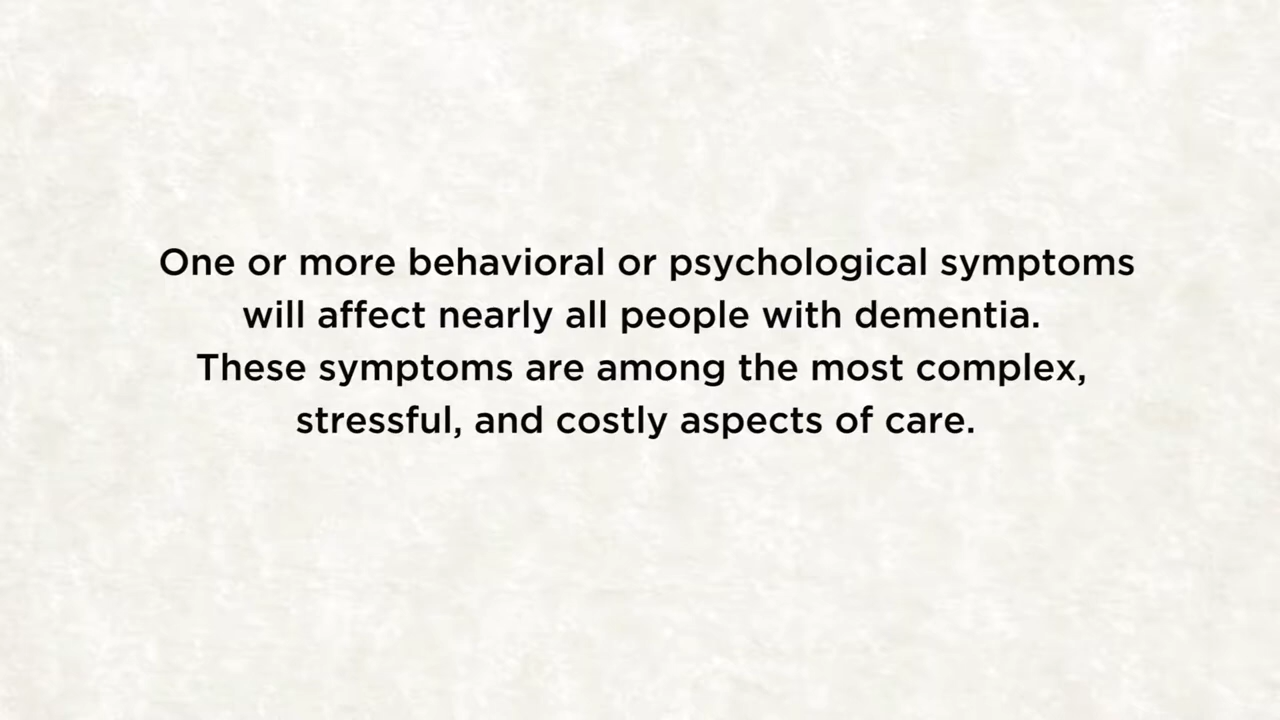 One or more behavioral or psychological symptoms
will affect nearly all people with dementia.
These symptoms are among the most complex,
stressful, and costly aspects of care.